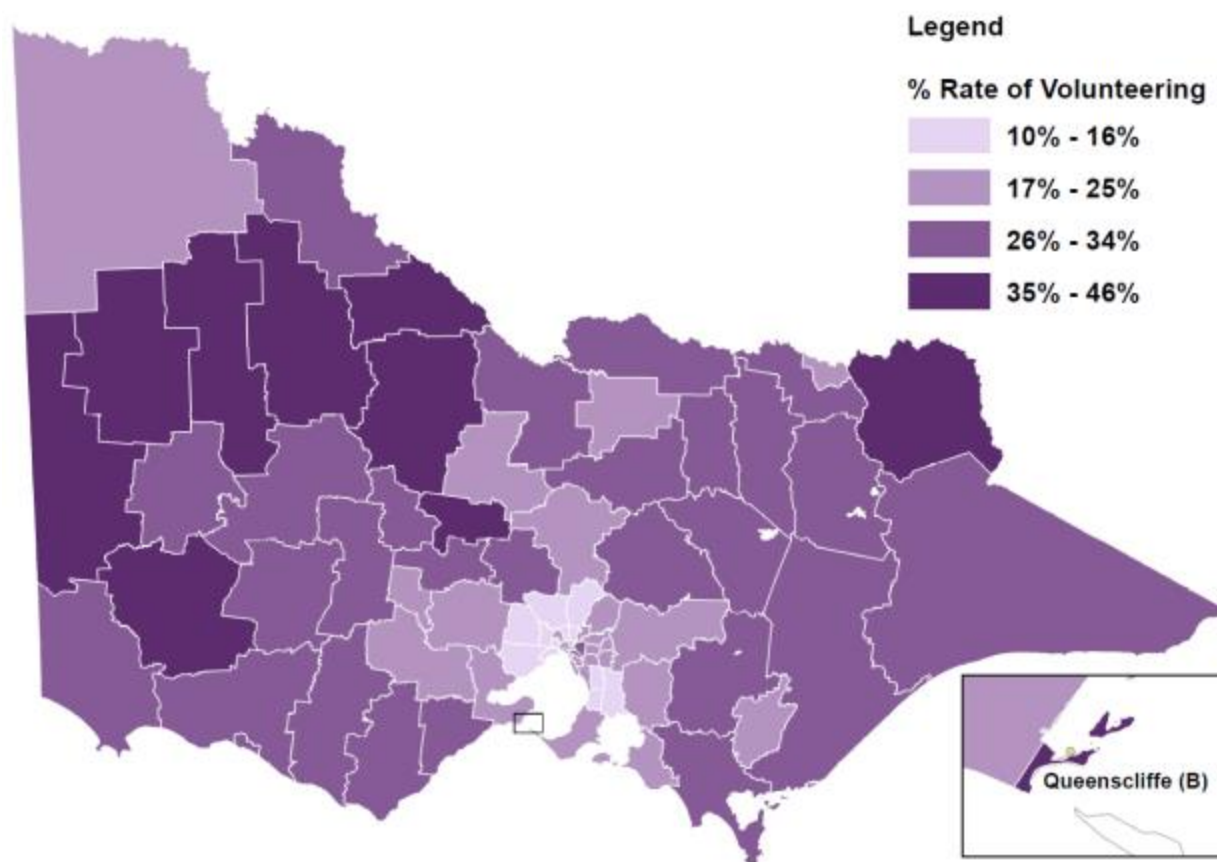 Legend
% Rate of Volunteering
10% - 16%
17% - 25%
26% - 34%
35% - 46%
Queenscliffe (B)